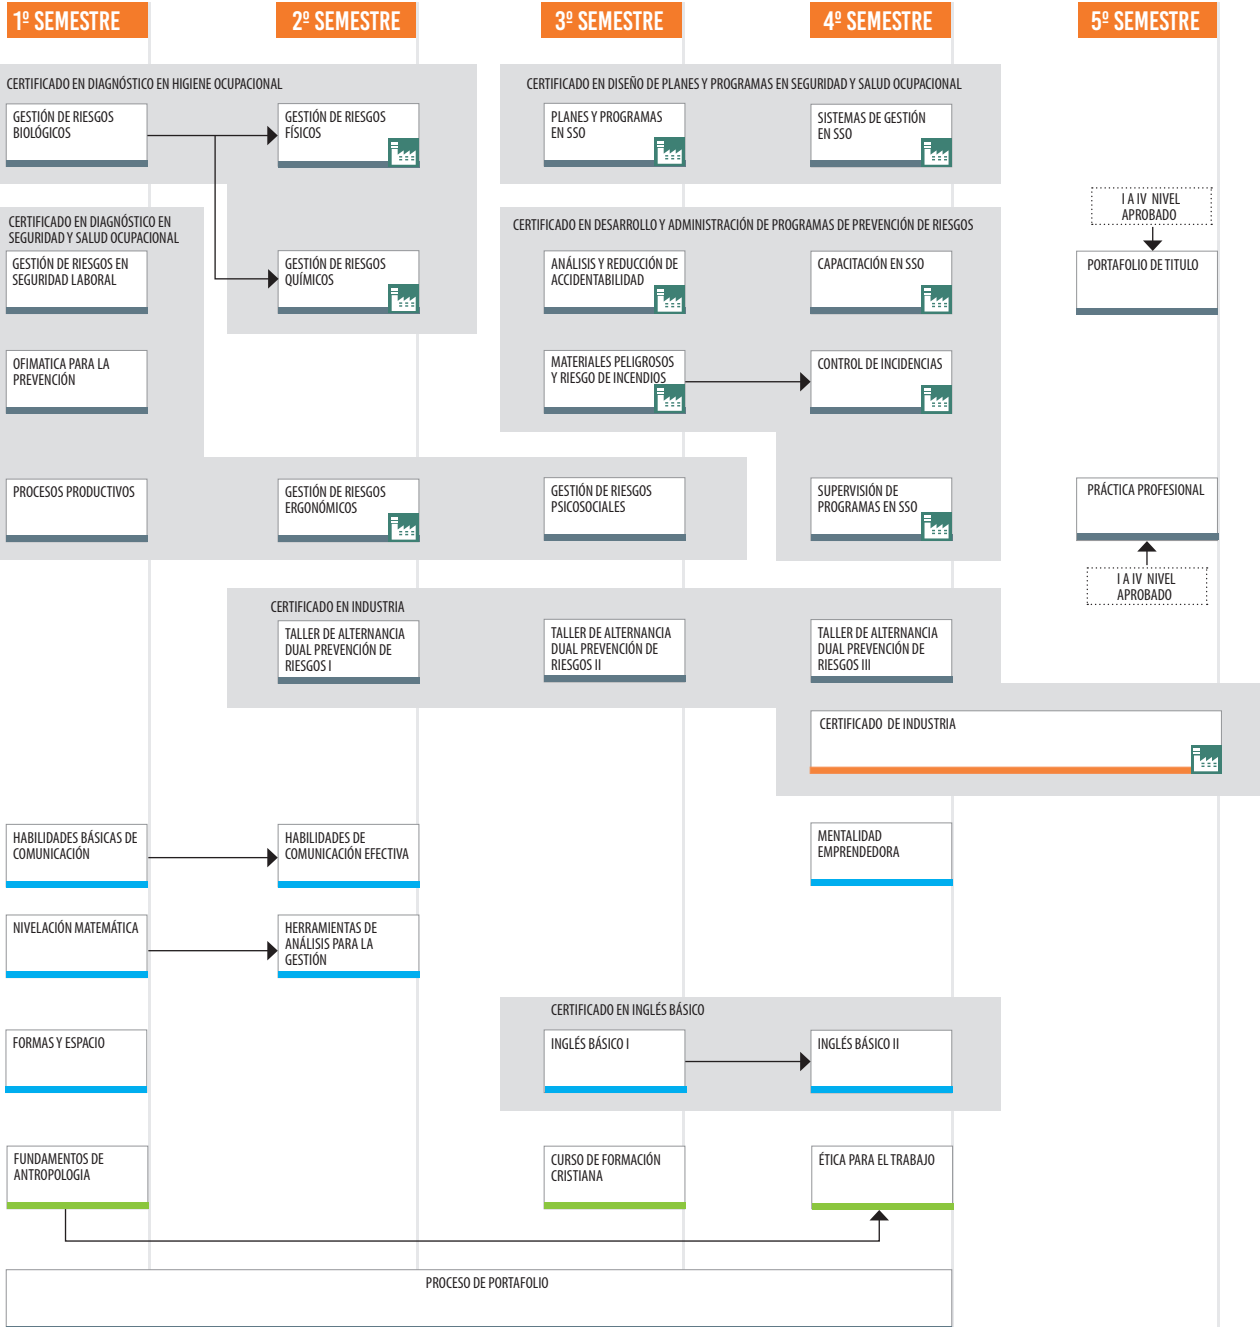 1º SEMESTRE
2º SEMESTRE
3º SEMESTRE
4º SEMESTRE
5º SEMESTRE
CERTIFICADO EN DIAGNÓSTICO EN HIGIENE OCUPACIONAL
CERTIFICADO EN DISEÑO DE PLANES Y PROGRAMAS EN SEGURIDAD Y SALUD OCUPACIONAL
GESTIÓN DE RIESGOS
BIOLÓGICOS
GESTIÓN DE RIESGOS
FÍSICOS
PLANES Y PROGRAMAS
EN SSO
SISTEMAS DE GESTIÓN
EN SSO
I A IV NIVEL
APROBADO
CERTIFICADO EN DIAGNÓSTICO EN
SEGURIDAD Y SALUD OCUPACIONAL
CERTIFICADO EN DESARROLLO Y ADMINISTRACIÓN DE PROGRAMAS DE PREVENCIÓN DE RIESGOS
GESTIÓN DE RIESGOS EN
SEGURIDAD LABORAL
GESTIÓN DE RIESGOS
QUÍMICOS
ANÁLISIS Y REDUCCIÓN DE
ACCIDENTABILIDAD
CAPACITACIÓN EN SSO
PORTAFOLIO DE TITULO
OFIMATICA PARA LA
PREVENCIÓN
MATERIALES PELIGROSOS
Y RIESGO DE INCENDIOS
CONTROL DE INCIDENCIAS
PROCESOS PRODUCTIVOS
GESTIÓN DE RIESGOS
ERGONÓMICOS
GESTIÓN DE RIESGOS
PSICOSOCIALES
SUPERVISIÓN DE
PROGRAMAS EN SSO
PRÁCTICA PROFESIONAL
I A IV NIVEL
APROBADO
CERTIFICADO EN INDUSTRIA
TALLER DE ALTERNANCIA
DUAL PREVENCIÓN DE
RIESGOS I
TALLER DE ALTERNANCIA
DUAL PREVENCIÓN DE
RIESGOS II
TALLER DE ALTERNANCIA
DUAL PREVENCIÓN DE
RIESGOS III
CERTIFICADO DE INDUSTRIA
HABILIDADES BÁSICAS DE
COMUNICACIÓN
HABILIDADES DE
COMUNICACIÓN EFECTIVA
MENTALIDAD
EMPRENDEDORA
NIVELACIÓN MATEMÁTICA
HERRAMIENTAS DE
ANÁLISIS PARA LA
GESTIÓN
CERTIFICADO EN INGLÉS BÁSICO
FORMAS Y ESPACIO
INGLÉS BÁSICO I
INGLÉS BÁSICO II
FUNDAMENTOS DE
ANTROPOLOGIA
CURSO DE FORMACIÓN
CRISTIANA
ÉTICA PARA EL TRABAJO
PROCESO DE PORTAFOLIO